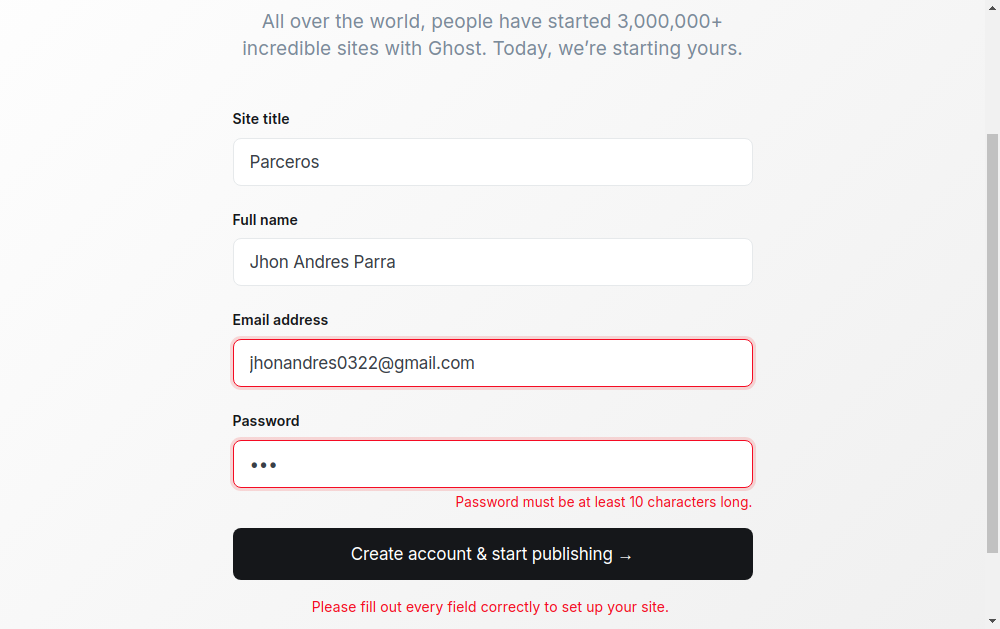 All over the world, people have started 3,000,000+
incredible sites with Ghost. Today, we’re starting yours.
Site title
Parceros
Full name
Jhon Andres Parra
Email address
jhonandres0322@gmail.com
Password
•••
Password must be at least 10 characters long.
Create account & start publishing →
Please fill out every field correctly to set up your site.